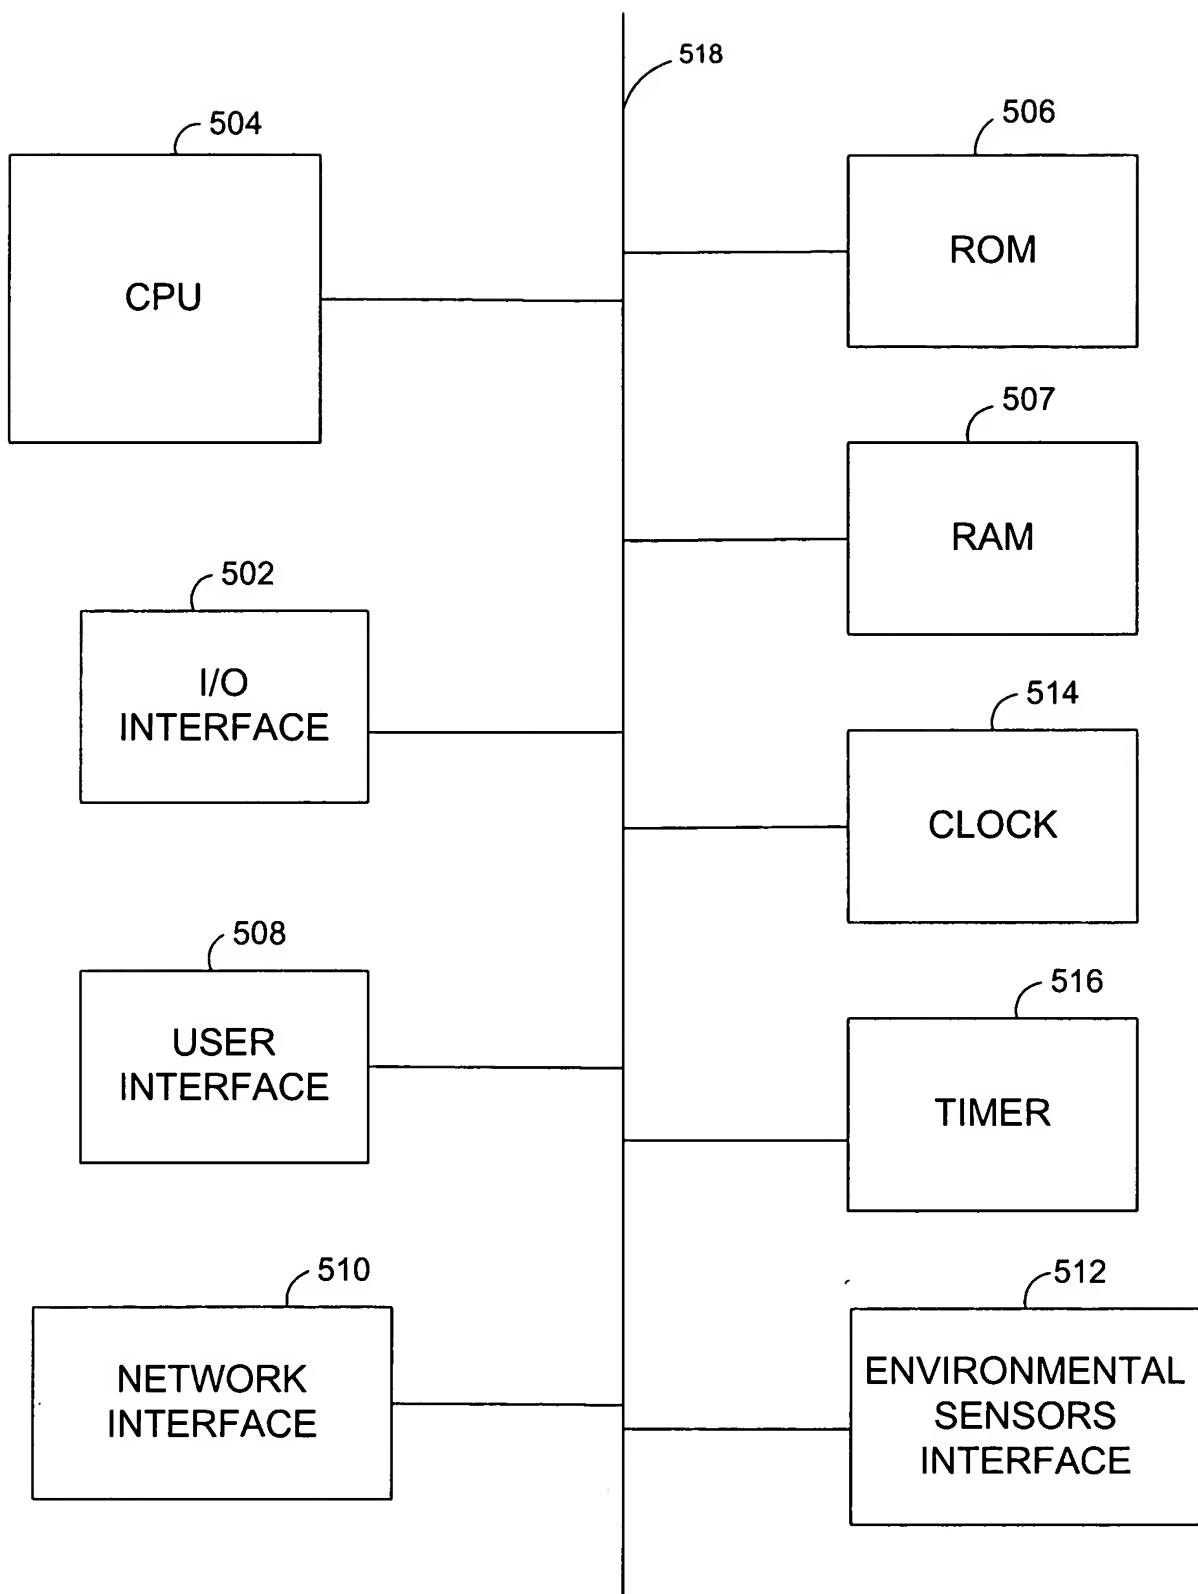 518
504
CPU
506
ROM
507
RAM
502
I/O
INTERFACE
514
CLOCK
508
USER
INTERFACE
516
TIMER
510
NETWORK
INTERFACE
512
ENVIRONMENTAL
SENSORS
INTERFACE